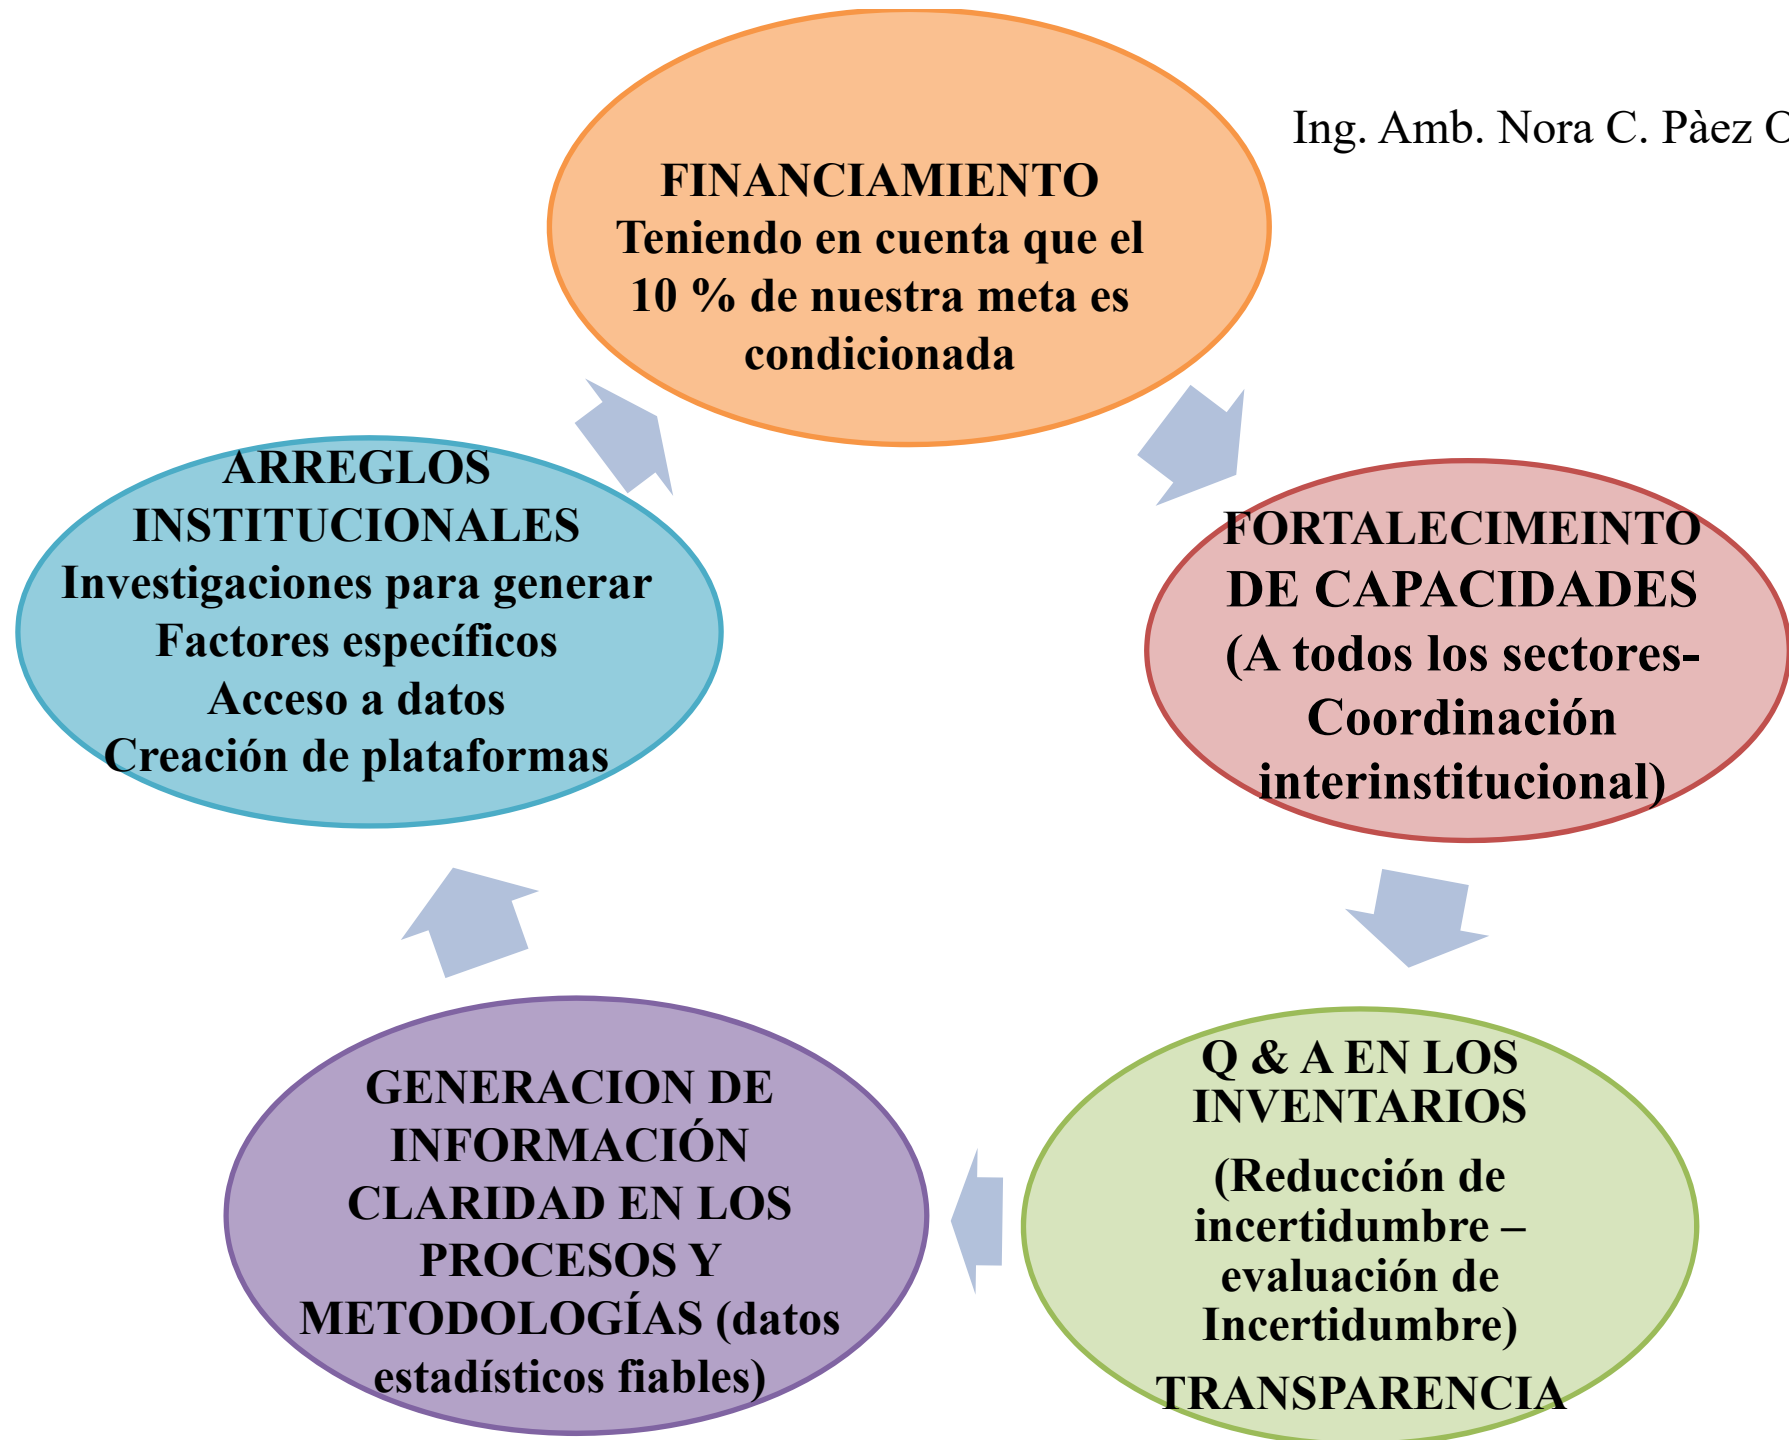 Ing. Amb. Nora C. Pàez
FINANCIAMIENTO
Teniendo en cuenta que el
10 % de nuestra meta es
condicionada
FORTALECIMEINTO
DE CAPACIDADES
(A todos los sectores-
Coordinación
interinstitucional)
Q & A EN LOS
INVENTARIOS
(Reducción de
incertidumbre –
evaluación de
Incertidumbre)
TRANSPARENCIA
GENERACION DE
INFORMACIÓN
CLARIDAD EN LOS
PROCESOS Y
METODOLOGÍAS (datos
estadísticos fiables)
ARREGLOS
INSTITUCIONALES
Investigaciones para generar
Factores específicos
Acceso a datos
Creación de plataformas